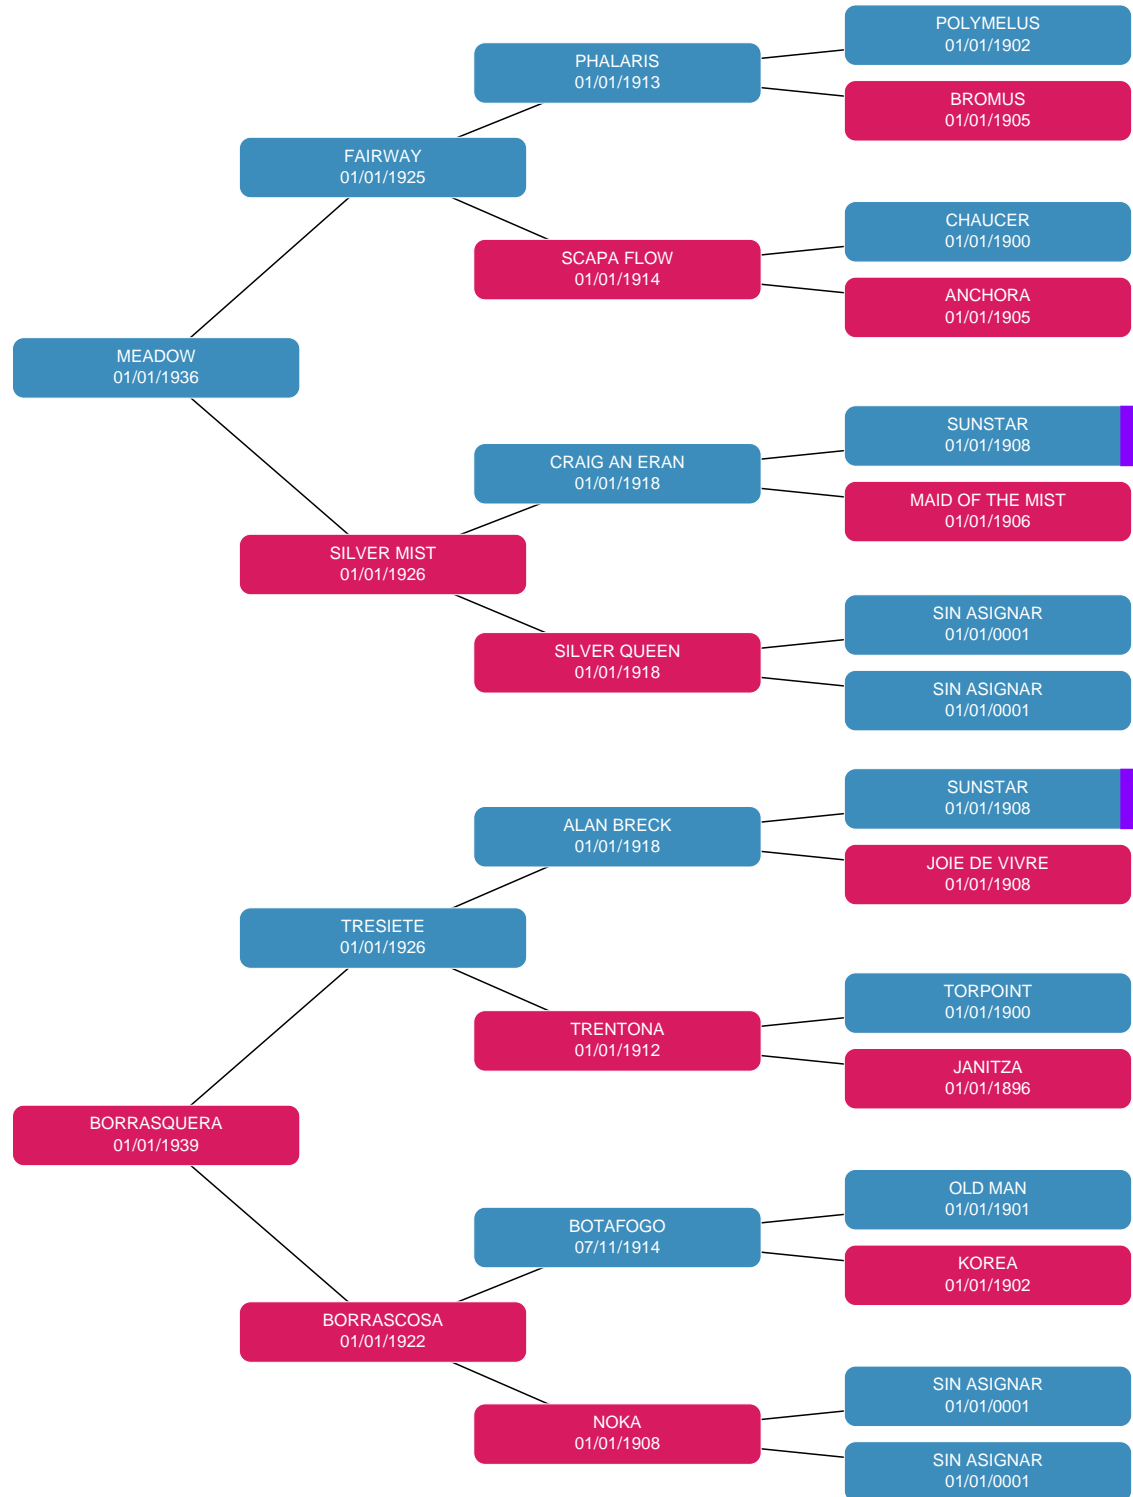 POLYMELUS
01/01/1902
PHALARIS
01/01/1913
BROMUS
01/01/1905
FAIRWAY
01/01/1925
CHAUCER
01/01/1900
SCAPA FLOW
01/01/1914
ANCHORA
01/01/1905
MEADOW
01/01/1936
SUNSTAR
01/01/1908
CRAIG AN ERAN
01/01/1918
MAID OF THE MIST
01/01/1906
SILVER MIST
01/01/1926
SIN ASIGNAR
01/01/0001
SILVER QUEEN
01/01/1918
SIN ASIGNAR
01/01/0001
SUNSTAR
01/01/1908
ALAN BRECK
01/01/1918
JOIE DE VIVRE
01/01/1908
TRESIETE
01/01/1926
TORPOINT
01/01/1900
TRENTONA
01/01/1912
JANITZA
01/01/1896
BORRASQUERA
01/01/1939
OLD MAN
01/01/1901
BOTAFOGO
07/11/1914
KOREA
01/01/1902
BORRASCOSA
01/01/1922
SIN ASIGNAR
01/01/0001
NOKA
01/01/1908
SIN ASIGNAR
01/01/0001